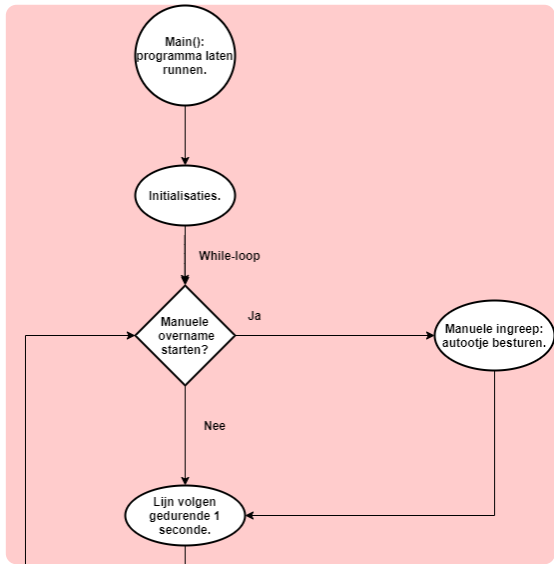 Main():
programma laten
runnen.
Initialisaties.
While-loop
Manuele
overname
starten?
Ja
Manuele ingreep:
autootje besturen.
Nee
Lijn volgen
gedurende 1
seconde.